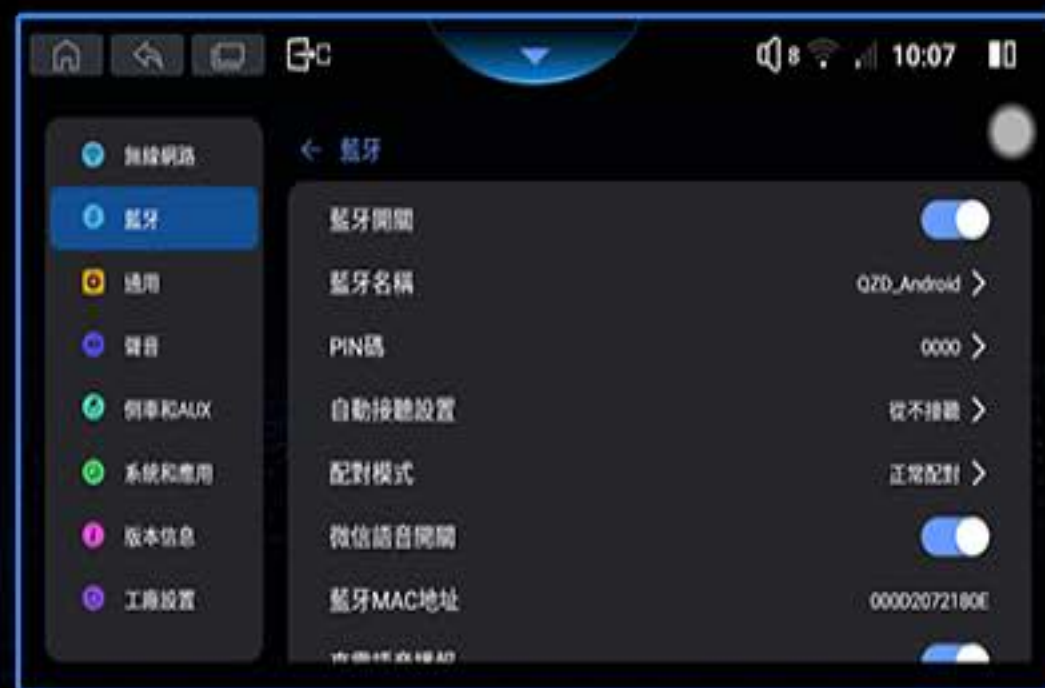 8 10:07
無線網路
藍牙
通用
聲音
倒車和AUX
系統和應用
版本信息
工廠設置
藍牙
藍牙開關
藍牙名稱 QZD_Android
PIN碼 0000
自動接聽設置 從不接聽
配對模式 正常配對
微信語音開關
藍牙MAC地址 000D2072180E